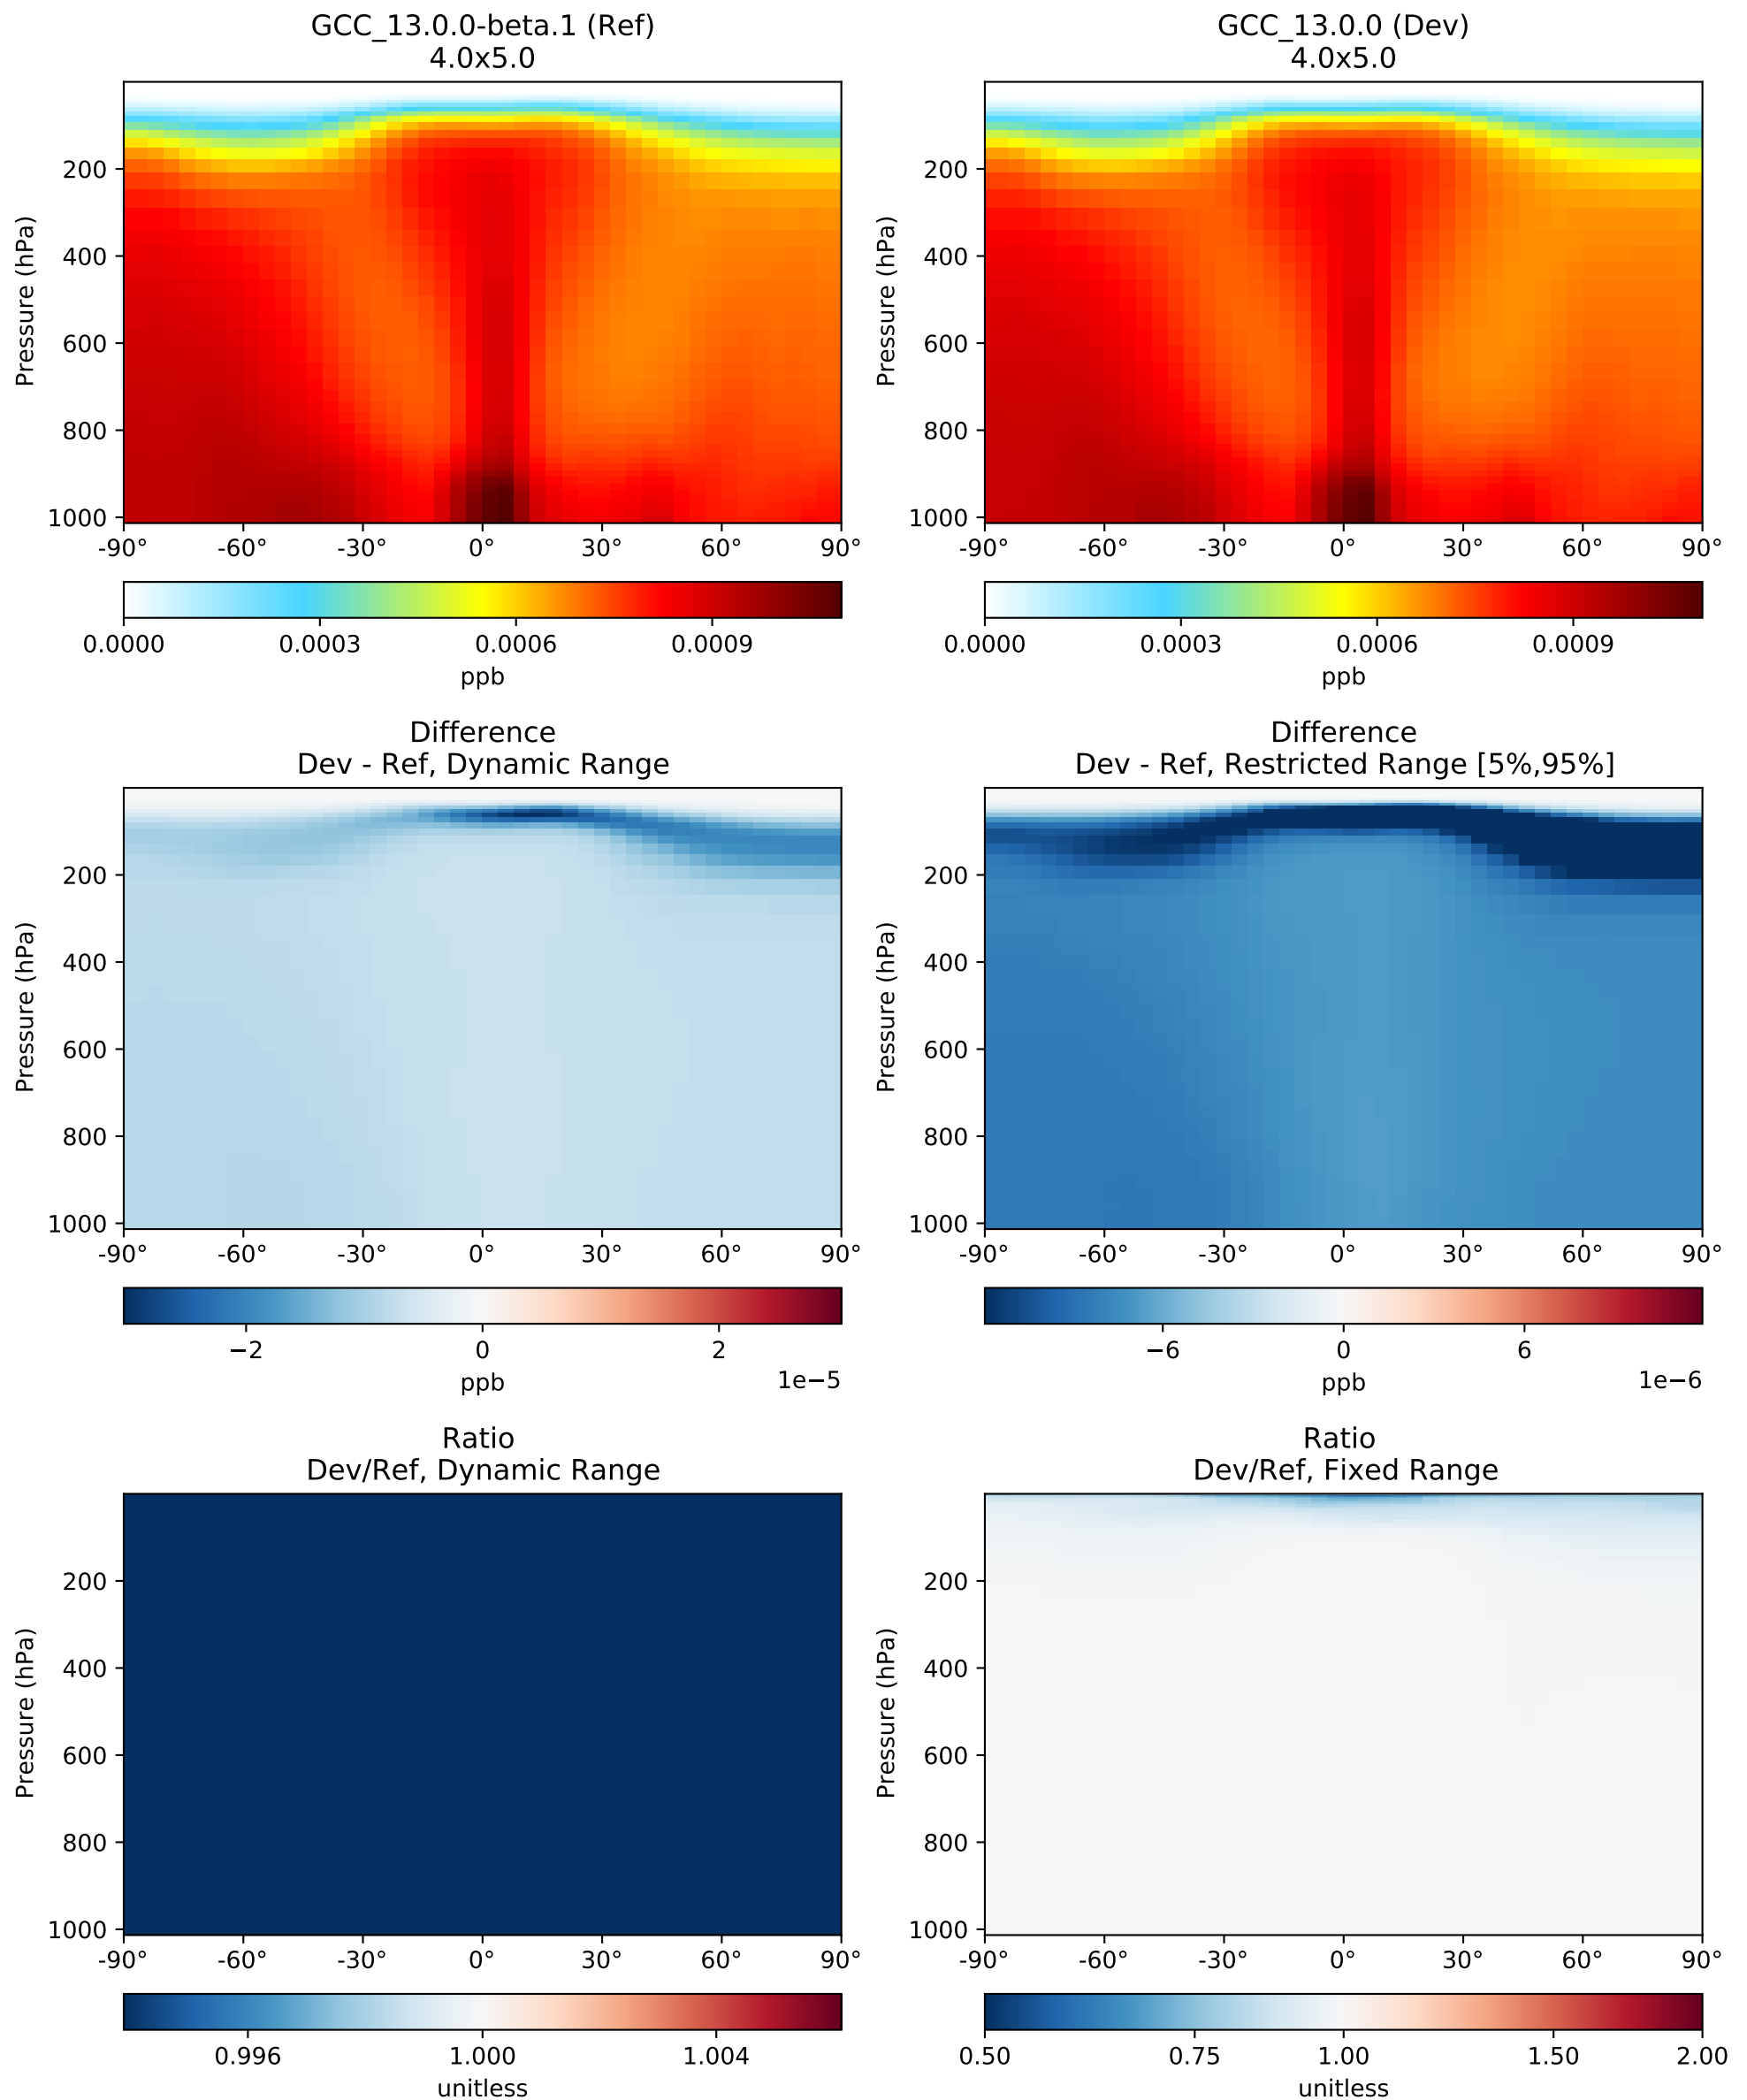 GCC_13.0.0-beta.1 (Ref)
4.0x5.0
Pressure (hPa)
200
400
600
800
1000
-90° -60° -30° 0° 30° 60° 90°
0.0000 0.0003 0.0006 0.0009
ppb
GCC_13.0.0 (Dev)
4.0x5.0
Pressure (hPa)
200
400
600
800
1000
-90° -60° -30° 0° 30° 60° 90°
0.0000 0.0003 0.0006 0.0009
ppb
Difference
Dev - Ref, Dynamic Range
Pressure (hPa)
200
400
600
800
1000
-90° -60° -30° 0° 30° 60° 90°
−2 0 2
ppb 1e−5
Difference
Dev - Ref, Restricted Range [5%,95%]
Pressure (hPa)
200
400
600
800
1000
-90° -60° -30° 0° 30° 60° 90°
−6 0 6
ppb 1e−6
Ratio
Dev/Ref, Dynamic Range
Pressure (hPa)
200
400
600
800
1000
-90° -60° -30° 0° 30° 60° 90°
0.996 1.000 1.004
unitless
Ratio
Dev/Ref, Fixed Range
Pressure (hPa)
200
400
600
800
1000
-90° -60° -30° 0° 30° 60° 90°
0.50 0.75 1.00 1.50 2.00
unitless